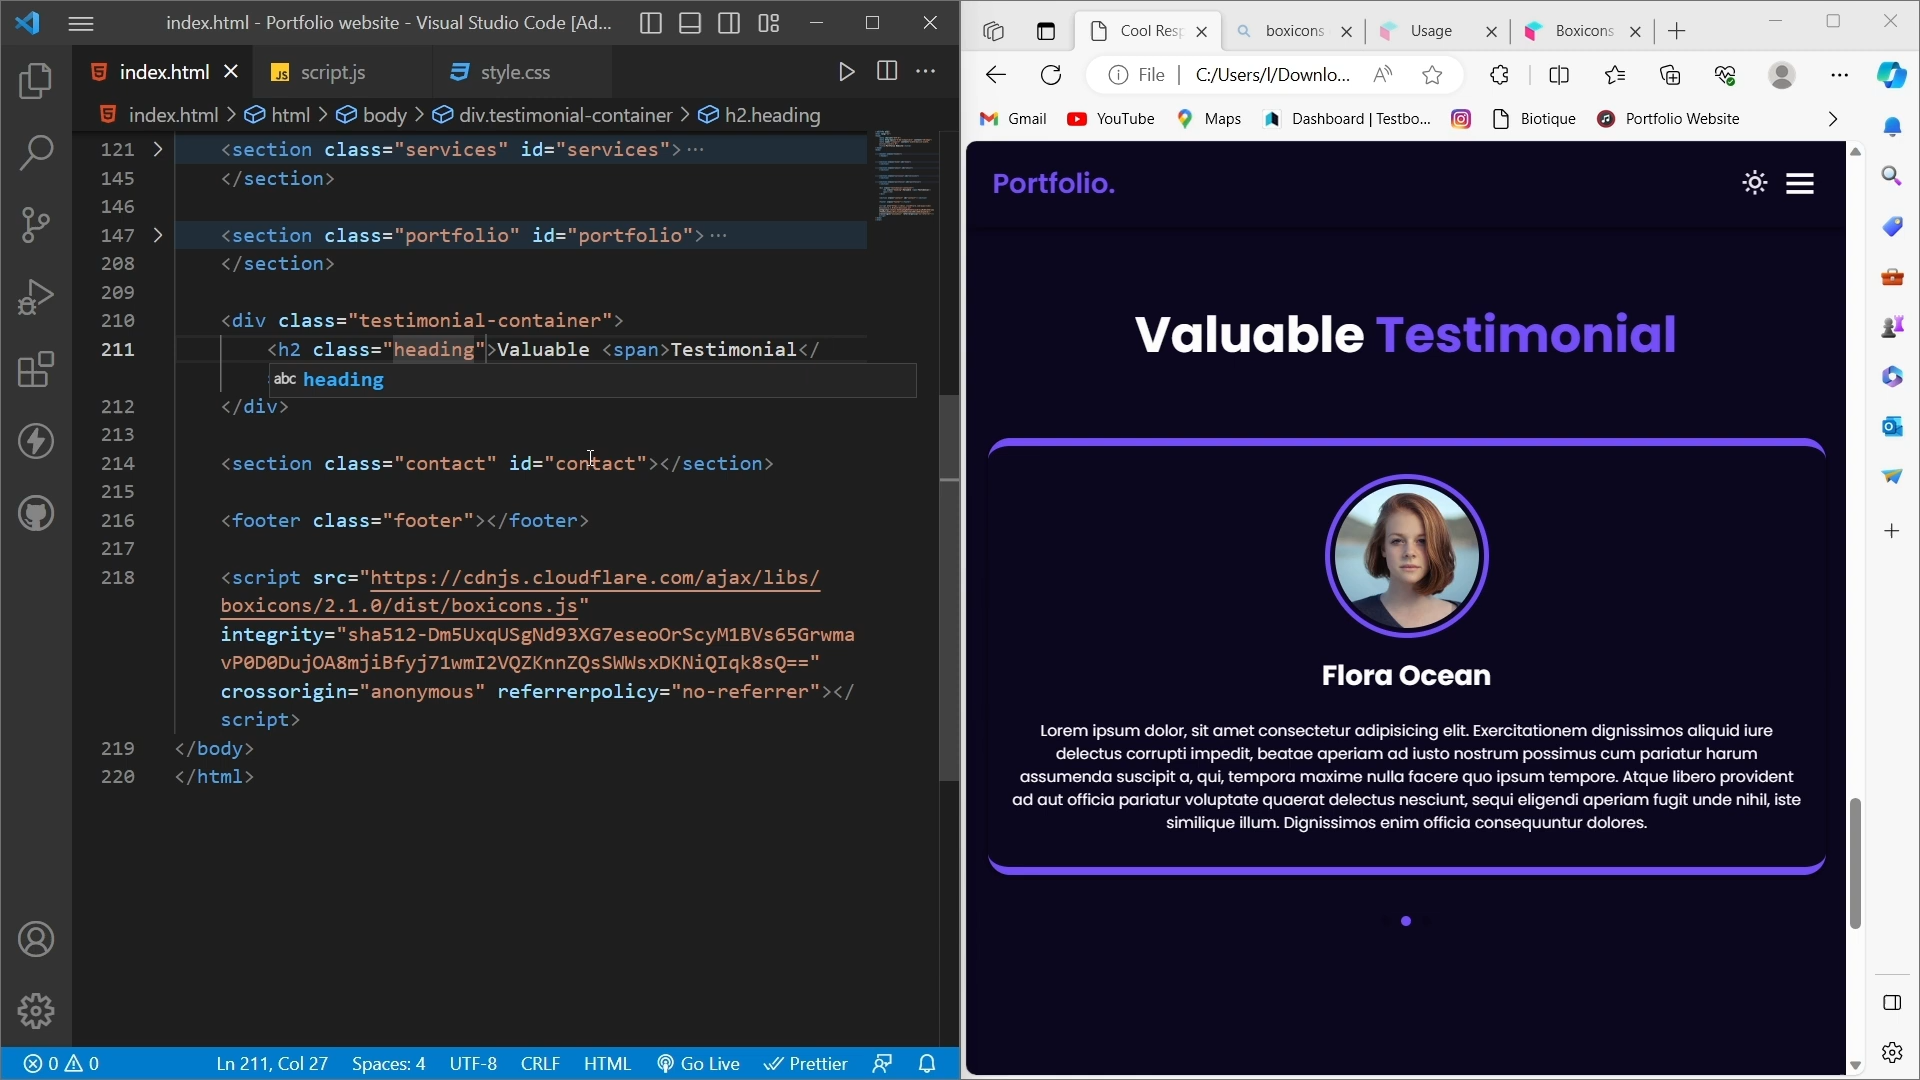 index.html - Portfolio website - Visual Studio Code [Ad...
index.html
script.js
style.css
index.html > html > body > div.testimonial-container > h2.heading
121 <section class="services" id="services">…
145 </section>
146
147 <section class="portfolio" id="portfolio">…
208 </section>
209
210 <div class="testimonial-container">
211 <h2 class="heading">Valuable <span>Testimonial</
abc heading
212 </div>
213
214 <section class="contact" id="contact"></section>
215
216 <footer class="footer"></footer>
217
218 <script src="https://cdnjs.cloudflare.com/ajax/libs/
boxicons/2.1.0/dist/boxicons.js"
integrity="sha512-Dm5UxqUSgNd93XG7eseoOrScyM1BVs65Grwma
vP0D0DujOA8mjiBfyj71wmI2VQZKnnZQsSWWsxDKNiQIqk8sQ=="
crossorigin="anonymous" referrerpolicy="no-referrer"></
script>
219 </body>
220 </html>
0 0 Ln 211, Col 27 Spaces: 4 UTF-8 CRLF HTML Go Live Prettier
Cool Resp
boxicons
Usage
Boxicons
File C:/Users/l/Downlo...
Gmail YouTube Maps Dashboard | Testbo... Biotique Portfolio Website
Portfolio.
Valuable Testimonial
Flora Ocean
Lorem ipsum dolor, sit amet consectetur adipisicing elit. Exercitationem dignissimos aliquid iure
delectus corrupti impedit, beatae aperiam ad iusto nostrum possimus cum pariatur harum
assumenda suscipit a, qui, tempora maxime nulla facere quo ipsum tempore. Atque libero provident
ad aut officia pariatur voluptate quaerat delectus nesciunt, sequi eligendi aperiam fugit unde nihil, iste
similique illum. Dignissimos enim officia consequuntur dolores.